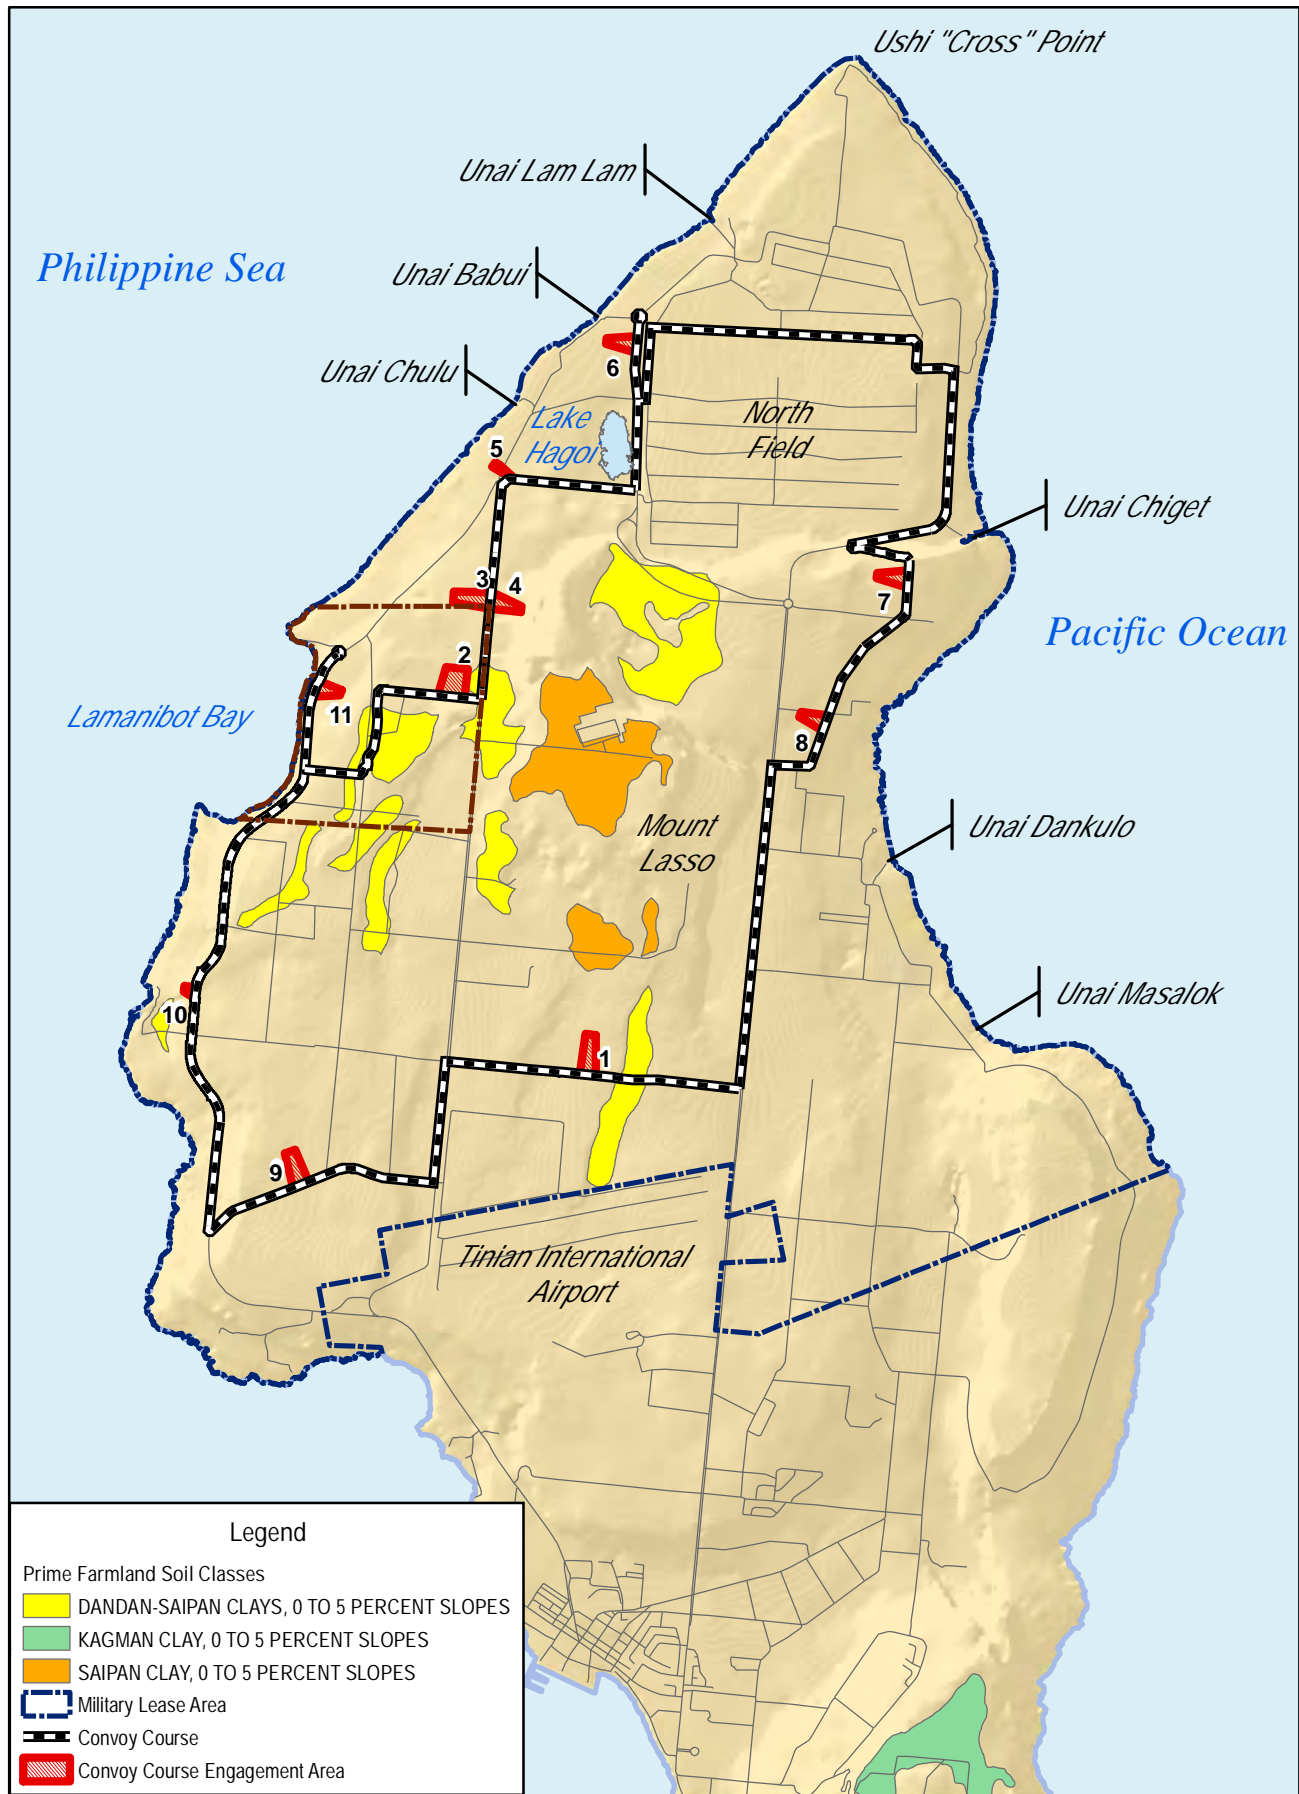 Ushi "Cross" Point
Unai Lam Lam
Philippine Sea
Unai Babui
Unai Chulu
6
Lake
Hagoi
North
Field
5
Unai Chiget
3
4
7
Pacific Ocean
2
11
Lamanibot Bay
8
Mount
Lasso
Unai Dankulo
Unai Masalok
10
1
9
Tinian International
Airport
Legend
Prime Farmland Soil Classes
DANDAN-SAIPAN CLAYS, 0 TO 5 PERCENT SLOPES
KAGMAN CLAY, 0 TO 5 PERCENT SLOPES
SAIPAN CLAY, 0 TO 5 PERCENT SLOPES
Military Lease Area
Convoy Course
Convoy Course Engagement Area